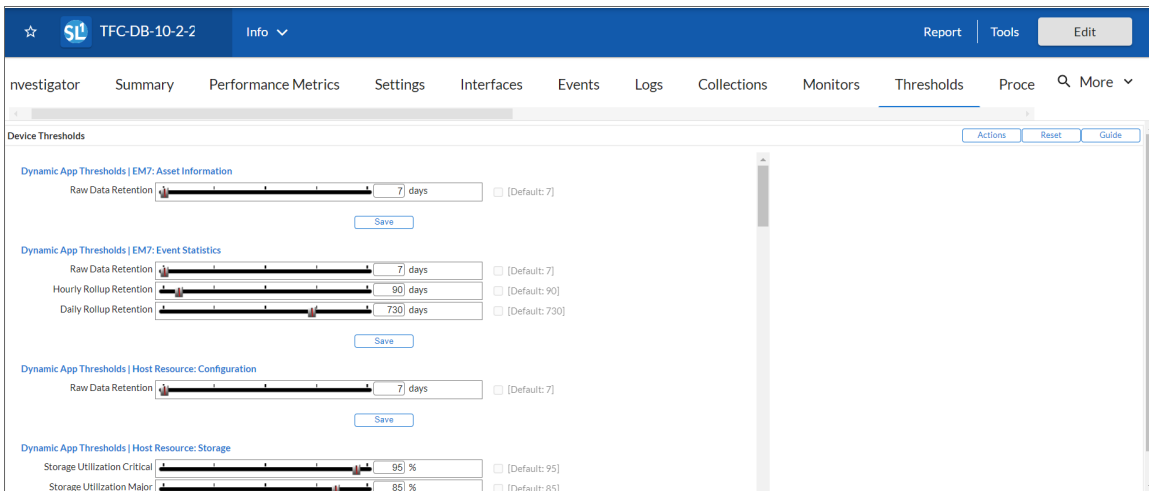 SL1 TFC-DB-10-2-2 Info Report Tools Edit
nvestigator Summary Performance Metrics Settings Interfaces Events Logs Collections Monitors Thresholds Proce More
Device Thresholds Actions Reset Guide
Dynamic App Thresholds | EM7: Asset Information
Raw Data Retention 7 days [Default: 7]
Save
Dynamic App Thresholds | EM7: Event Statistics
Raw Data Retention 7 days [Default: 7]
Hourly Rollup Retention 90 days [Default: 90]
Daily Rollup Retention 730 days [Default: 730]
Save
Dynamic App Thresholds | Host Resource: Configuration
Raw Data Retention 7 days [Default: 7]
Save
Dynamic App Thresholds | Host Resource: Storage
Storage Utilization Critical 95 % [Default: 95]
Storage Utilization Major 85 % [Default: 85]